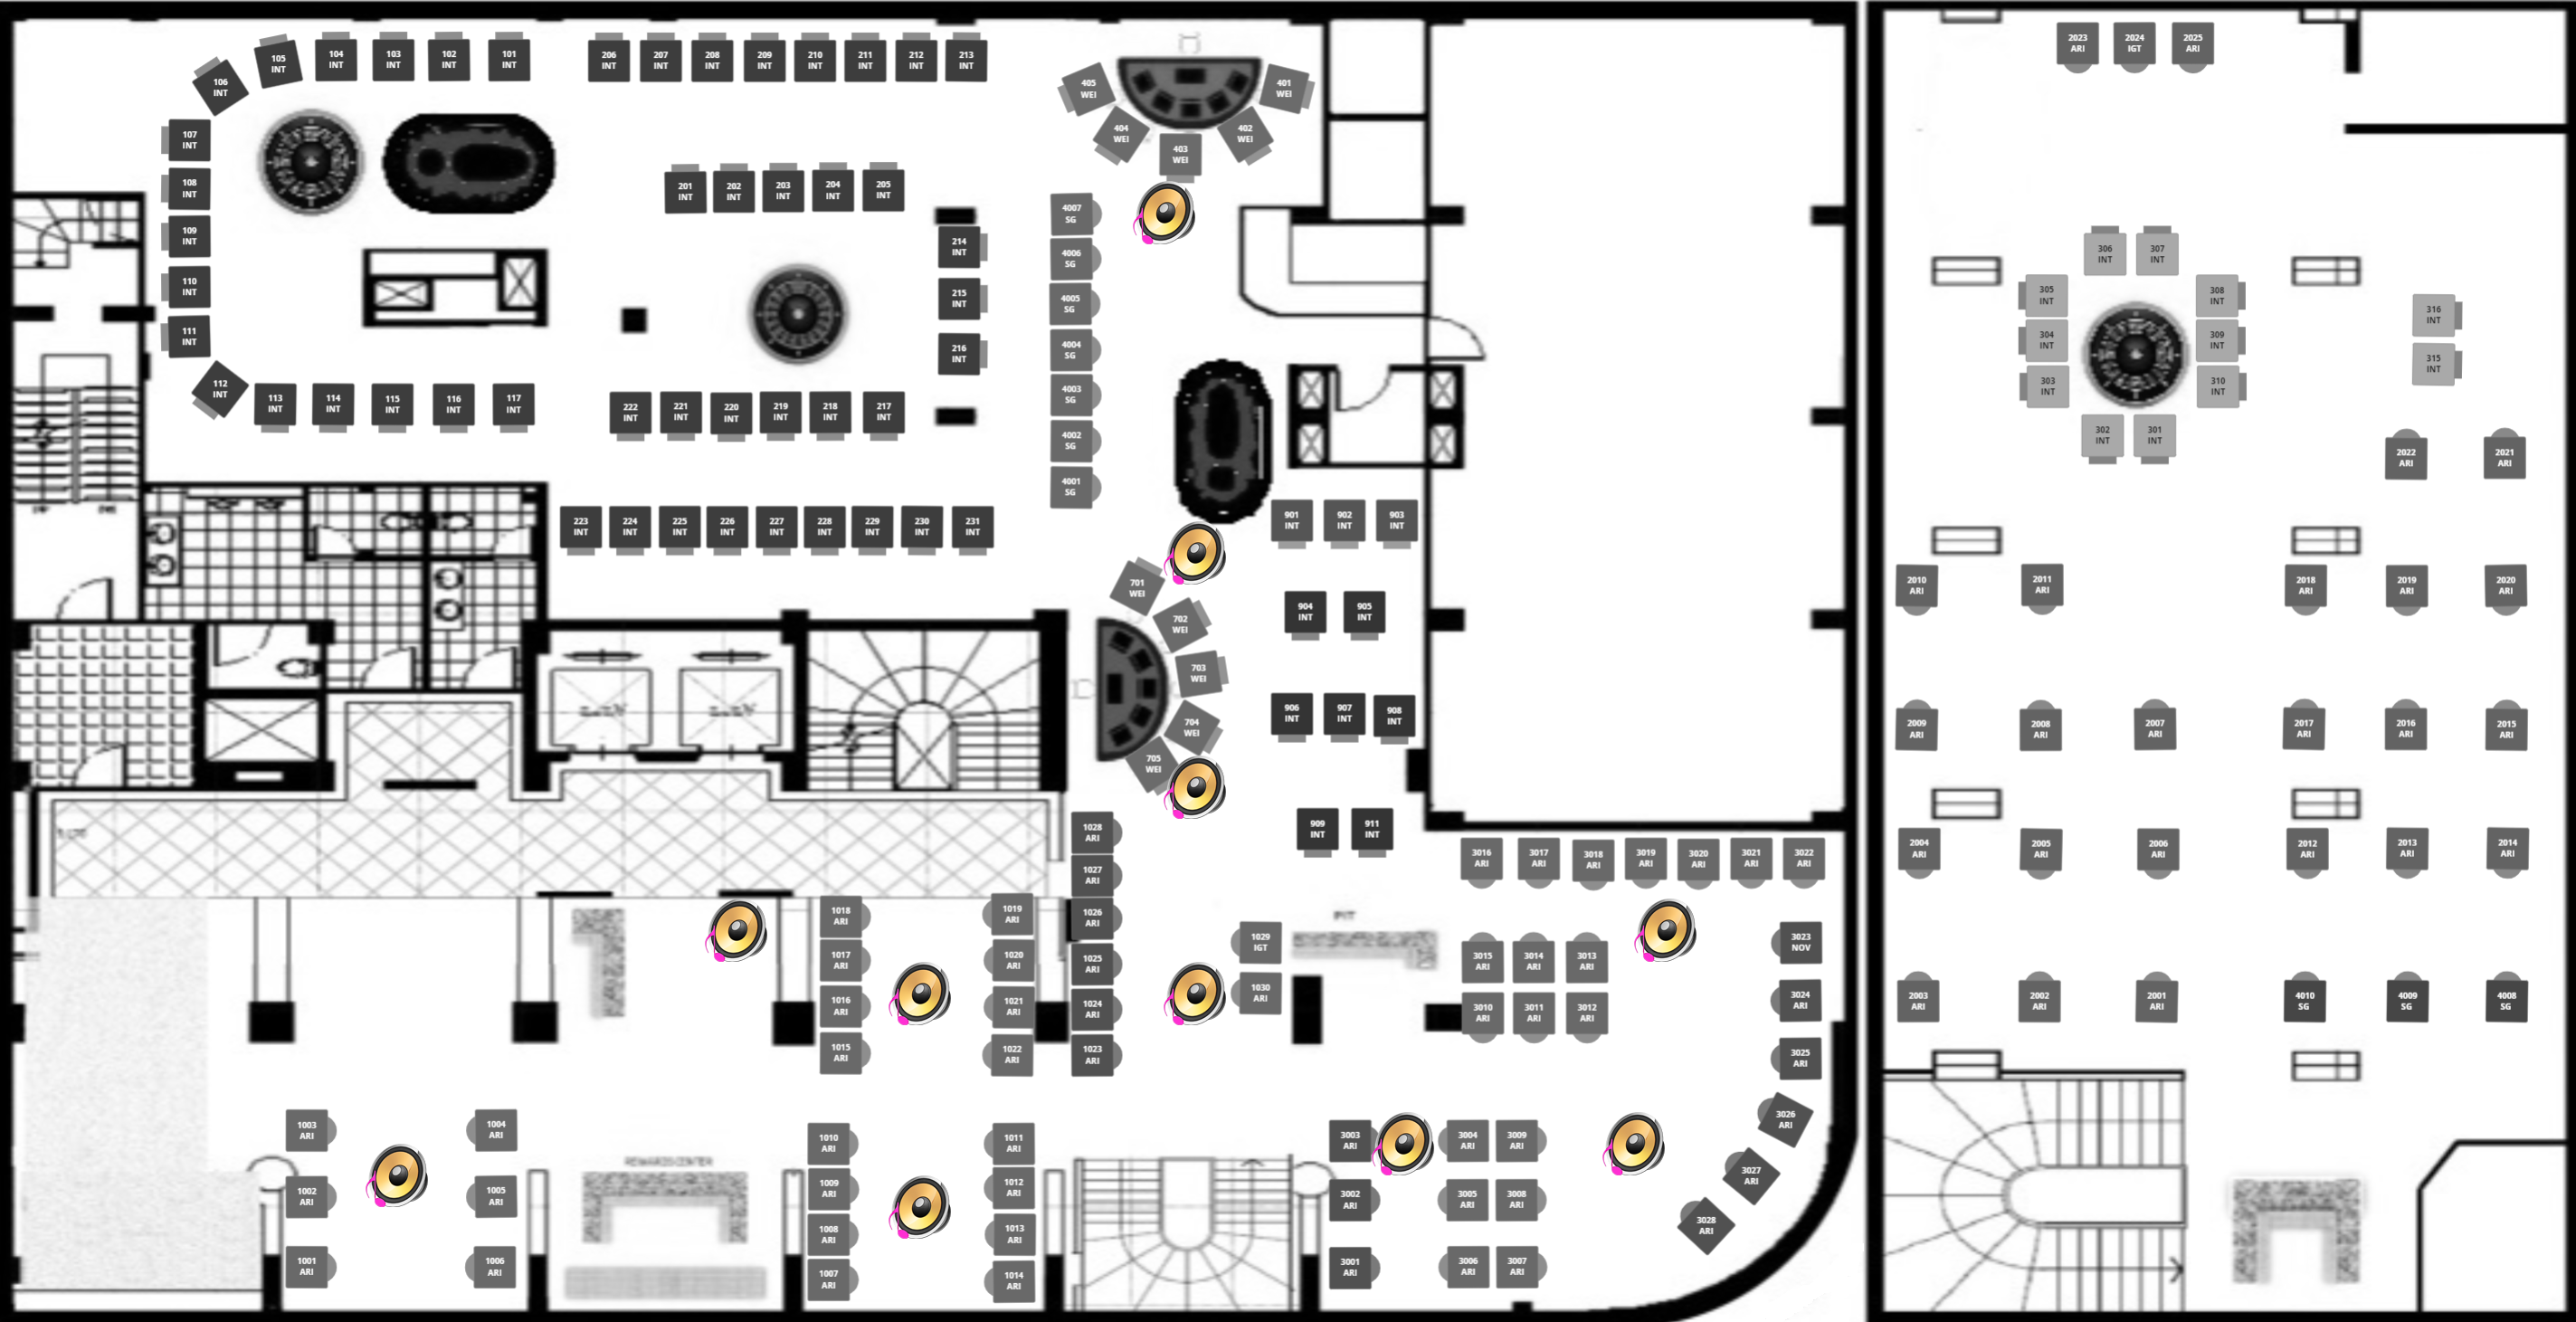 104
INT
103
INT
102
INT
101
INT
105
INT
106
INT
206
INT
207
INT
208
INT
209
INT
210
INT
211
INT
212
INT
213
INT
405
WEI
401
WEI
404
WEI
402
WEI
403
WEI
2023
ARI
2024
IGT
2025
ARI
107
INT
108
INT
109
INT
110
INT
111
INT
112
INT
113
INT
114
INT
115
INT
116
INT
117
INT
201
INT
202
INT
203
INT
204
INT
205
INT
214
INT
215
INT
216
INT
222
INT
221
INT
220
INT
219
INT
218
INT
217
INT
223
INT
224
INT
225
INT
226
INT
227
INT
228
INT
229
INT
230
INT
231
INT
4007
SG
4006
SG
4005
SG
4004
SG
4003
SG
4002
SG
4001
SG
901
INT
902
INT
903
INT
904
INT
905
INT
906
INT
907
INT
908
INT
909
INT
911
INT
701
WEI
702
WEI
703
WEI
704
WEI
705
WEI
306
INT
307
INT
305
INT
308
INT
304
INT
309
INT
303
INT
310
INT
302
INT
301
INT
316
INT
315
INT
2022
ARI
2021
ARI
2010
ARI
2011
ARI
2018
ARI
2019
ARI
2020
ARI
2009
ARI
2008
ARI
2007
ARI
2017
ARI
2016
ARI
2015
ARI
2004
ARI
2005
ARI
2006
ARI
2012
ARI
2013
ARI
2014
ARI
2003
ARI
2002
ARI
2001
ARI
4010
SG
4009
SG
4008
SG
1028
ARI
1027
ARI
1026
ARI
1025
ARI
1024
ARI
1023
ARI
1018
ARI
1017
ARI
1016
ARI
1015
ARI
1019
ARI
1020
ARI
1021
ARI
1022
ARI
1029
IGT
1030
ARI
PIT
3016
ARI
3017
ARI
3018
ARI
3019
ARI
3020
ARI
3021
ARI
3022
ARI
3015
ARI
3014
ARI
3013
ARI
3010
ARI
3011
ARI
3012
ARI
3023
NOV
3024
ARI
3025
ARI
3026
ARI
3027
ARI
3028
ARI
1003
ARI
1004
ARI
1002
ARI
1005
ARI
1001
ARI
1006
ARI
REWARDS CENTER
1010
ARI
1009
ARI
1008
ARI
1007
ARI
1011
ARI
1012
ARI
1013
ARI
1014
ARI
3003
ARI
3004
ARI
3009
ARI
3002
ARI
3005
ARI
3008
ARI
3001
ARI
3006
ARI
3007
ARI